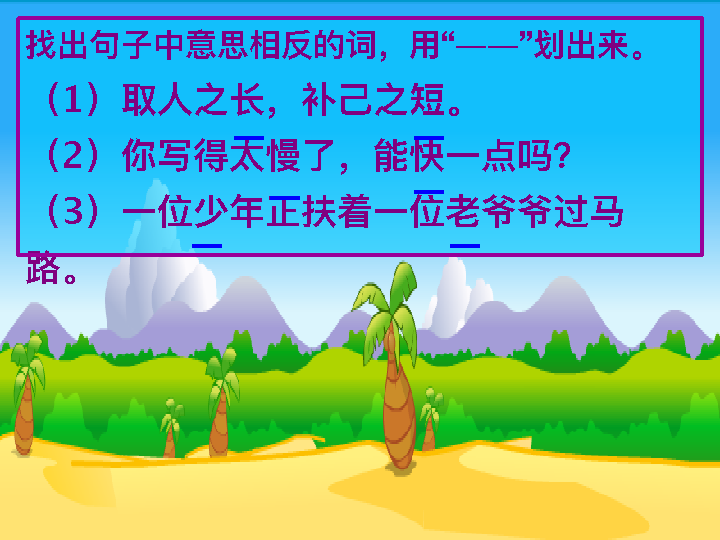 找出句子中意思相反的词，用“——”划出来。
（1）取人之长，补己之短。
（2）你写得太慢了，能快一点吗？
（3）一位少年正扶着一位老爷爷过马
路。